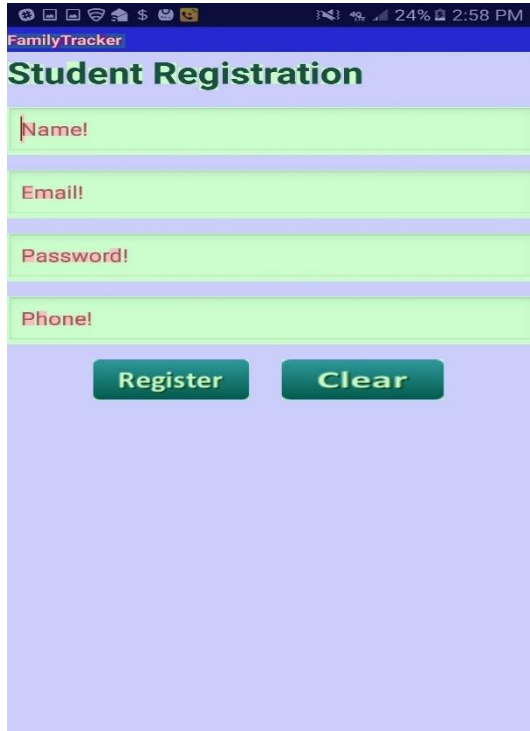 24% 2:58 PM
FamilyTracker
Student Registration
Name!
Email!
Password!
Phone!
Register Clear